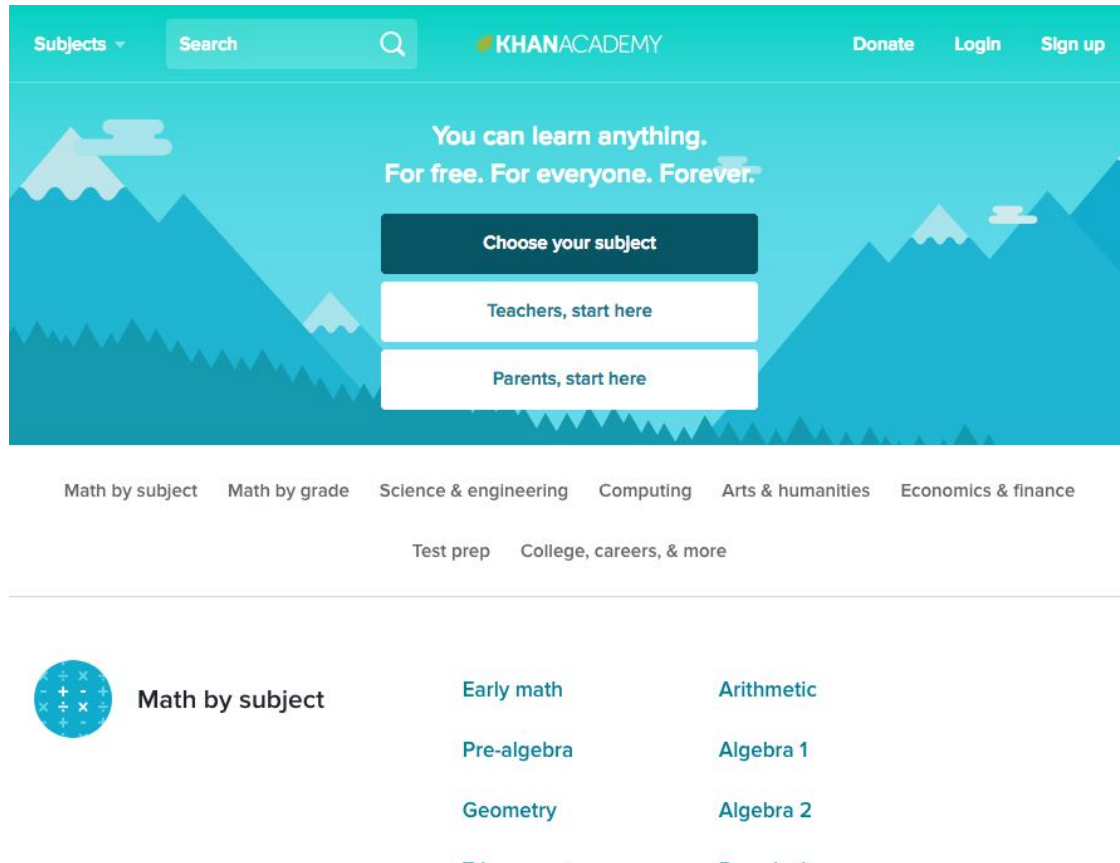 Subjects Search KHANACADEMY Donate Login Sign up
You can learn anything.
For free. For everyone. Forever.
Choose your subject
Teachers, start here
Parents, start here
Math by subject Math by grade Science & engineering Computing Arts & humanities Economics & finance
Test prep College, careers, & more
Math by subject
Early math Arithmetic
Pre-algebra Algebra 1
Geometry Algebra 2